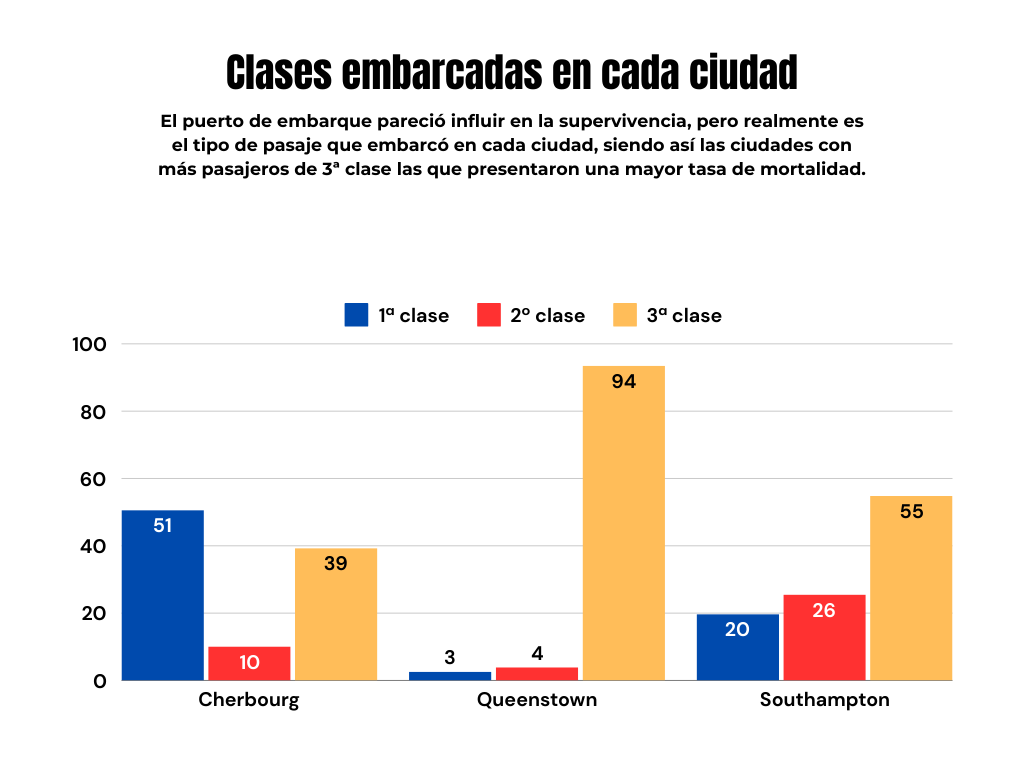 Clases embarcadas en cada ciudad
El puerto de embarque pareció influir en la supervivencia, pero realmente es
el tipo de pasaje que embarcó en cada ciudad, siendo así las ciudades con
más pasajeros de 3ª clase las que presentaron una mayor tasa de mortalidad.
1ª clase 2º clase 3ª clase
100
80
60
40
20
0
51
10
39
3
4
94
20
26
55
Cherbourg Queenstown Southampton